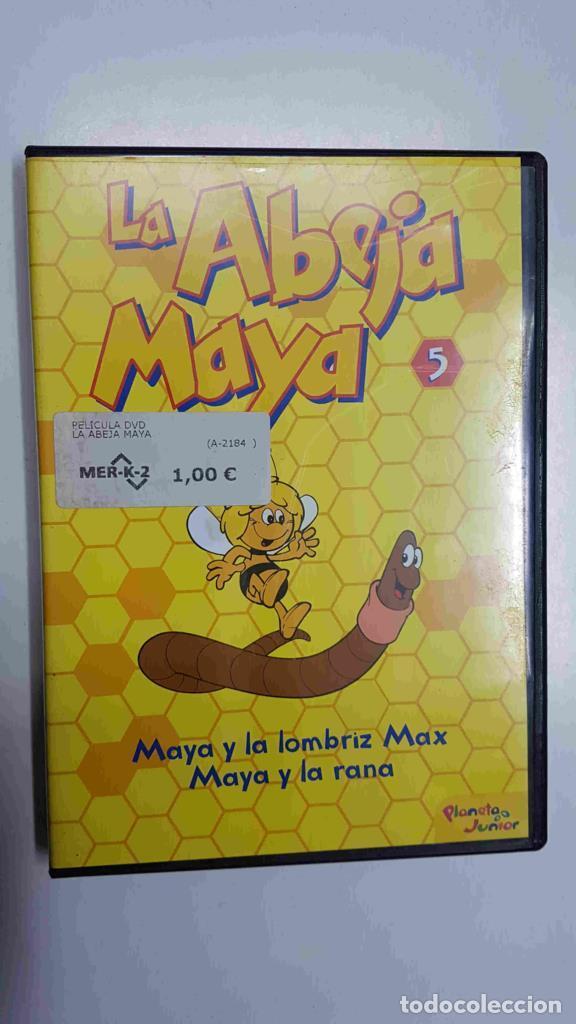 La Abeja
Maya 5
PELICULA DVD
LA ABEJA MAYA
(A-2184 )
MER-K-2 1,00 €
Maya y la lombriz Max
Maya y la rana
Planeta
Junior
todocoleccion